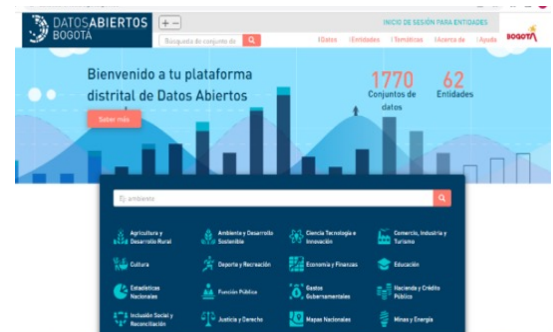 DATOS ABIERTOS
BOGOTÁ
+ -
INICIO DE SESIÓN PARA ENTIDADES
Búsqueda de conjunto de
Datos
Entidades
Temáticas
Acerca de
Ayuda
BOGOTÁ
Bienvenido a tu plataforma
distrital de Datos Abiertos
Saber más
1770
Conjuntos de
datos
62
Entidades
Ej: ambiente
Agricultura y
Desarrollo Rural
Ambiente y Desarrollo
Sostenible
Ciencia Tecnología e
Innovación
Comercio, Industria y
Turismo
Cultura
Deporte y Recreación
Economía y Finanzas
Educación
Estadísticas
Nacionales
Función Pública
Gastos
Gubernamentales
Hacienda y Crédito
Público
Inclusión Social y
Reconciliación
Justicia y Derecho
Mapas Nacionales
Minas y Energía